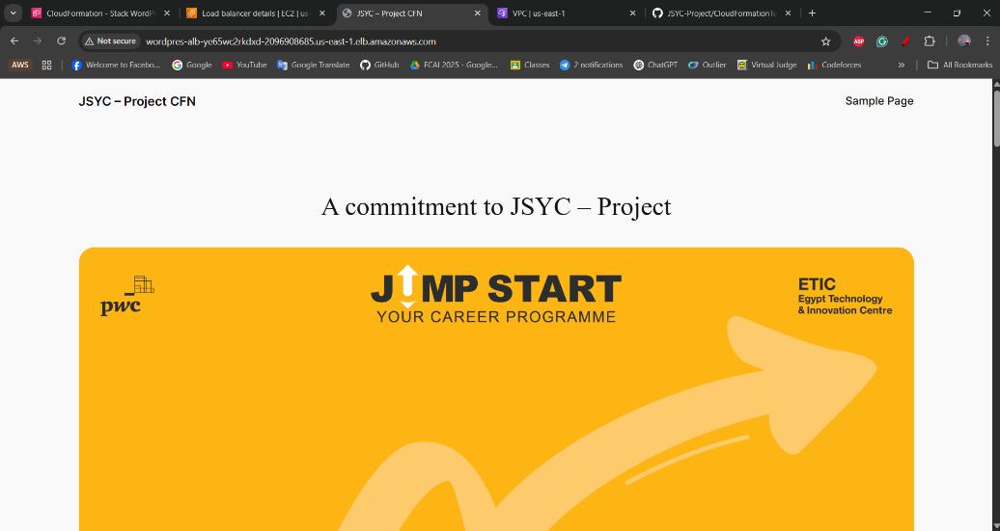 CloudFormation - Stack WordP
Load balancer details | EC2 | us-
JSYC – Project CFN
VPC | us-east-1
JSYC-Project/CloudFormationTe
Not secure
wordpres-alb-ye65wc2rkdxd-2096908685.us-east-1.elb.amazonaws.com
ABP
AWS
Welcome to Facebo...
Google
YouTube
Google Translate
GitHub
FCAI 2025 - Google...
Classes
2 notifications
ChatGPT
Outlier
Virtual Judge
Codeforces
»
All Bookmarks
JSYC – Project CFN
Sample Page
A commitment to JSYC – Project
pwc
JUMP START
YOUR CAREER PROGRAMME
ETIC
Egypt Technology
& Innovation Centre